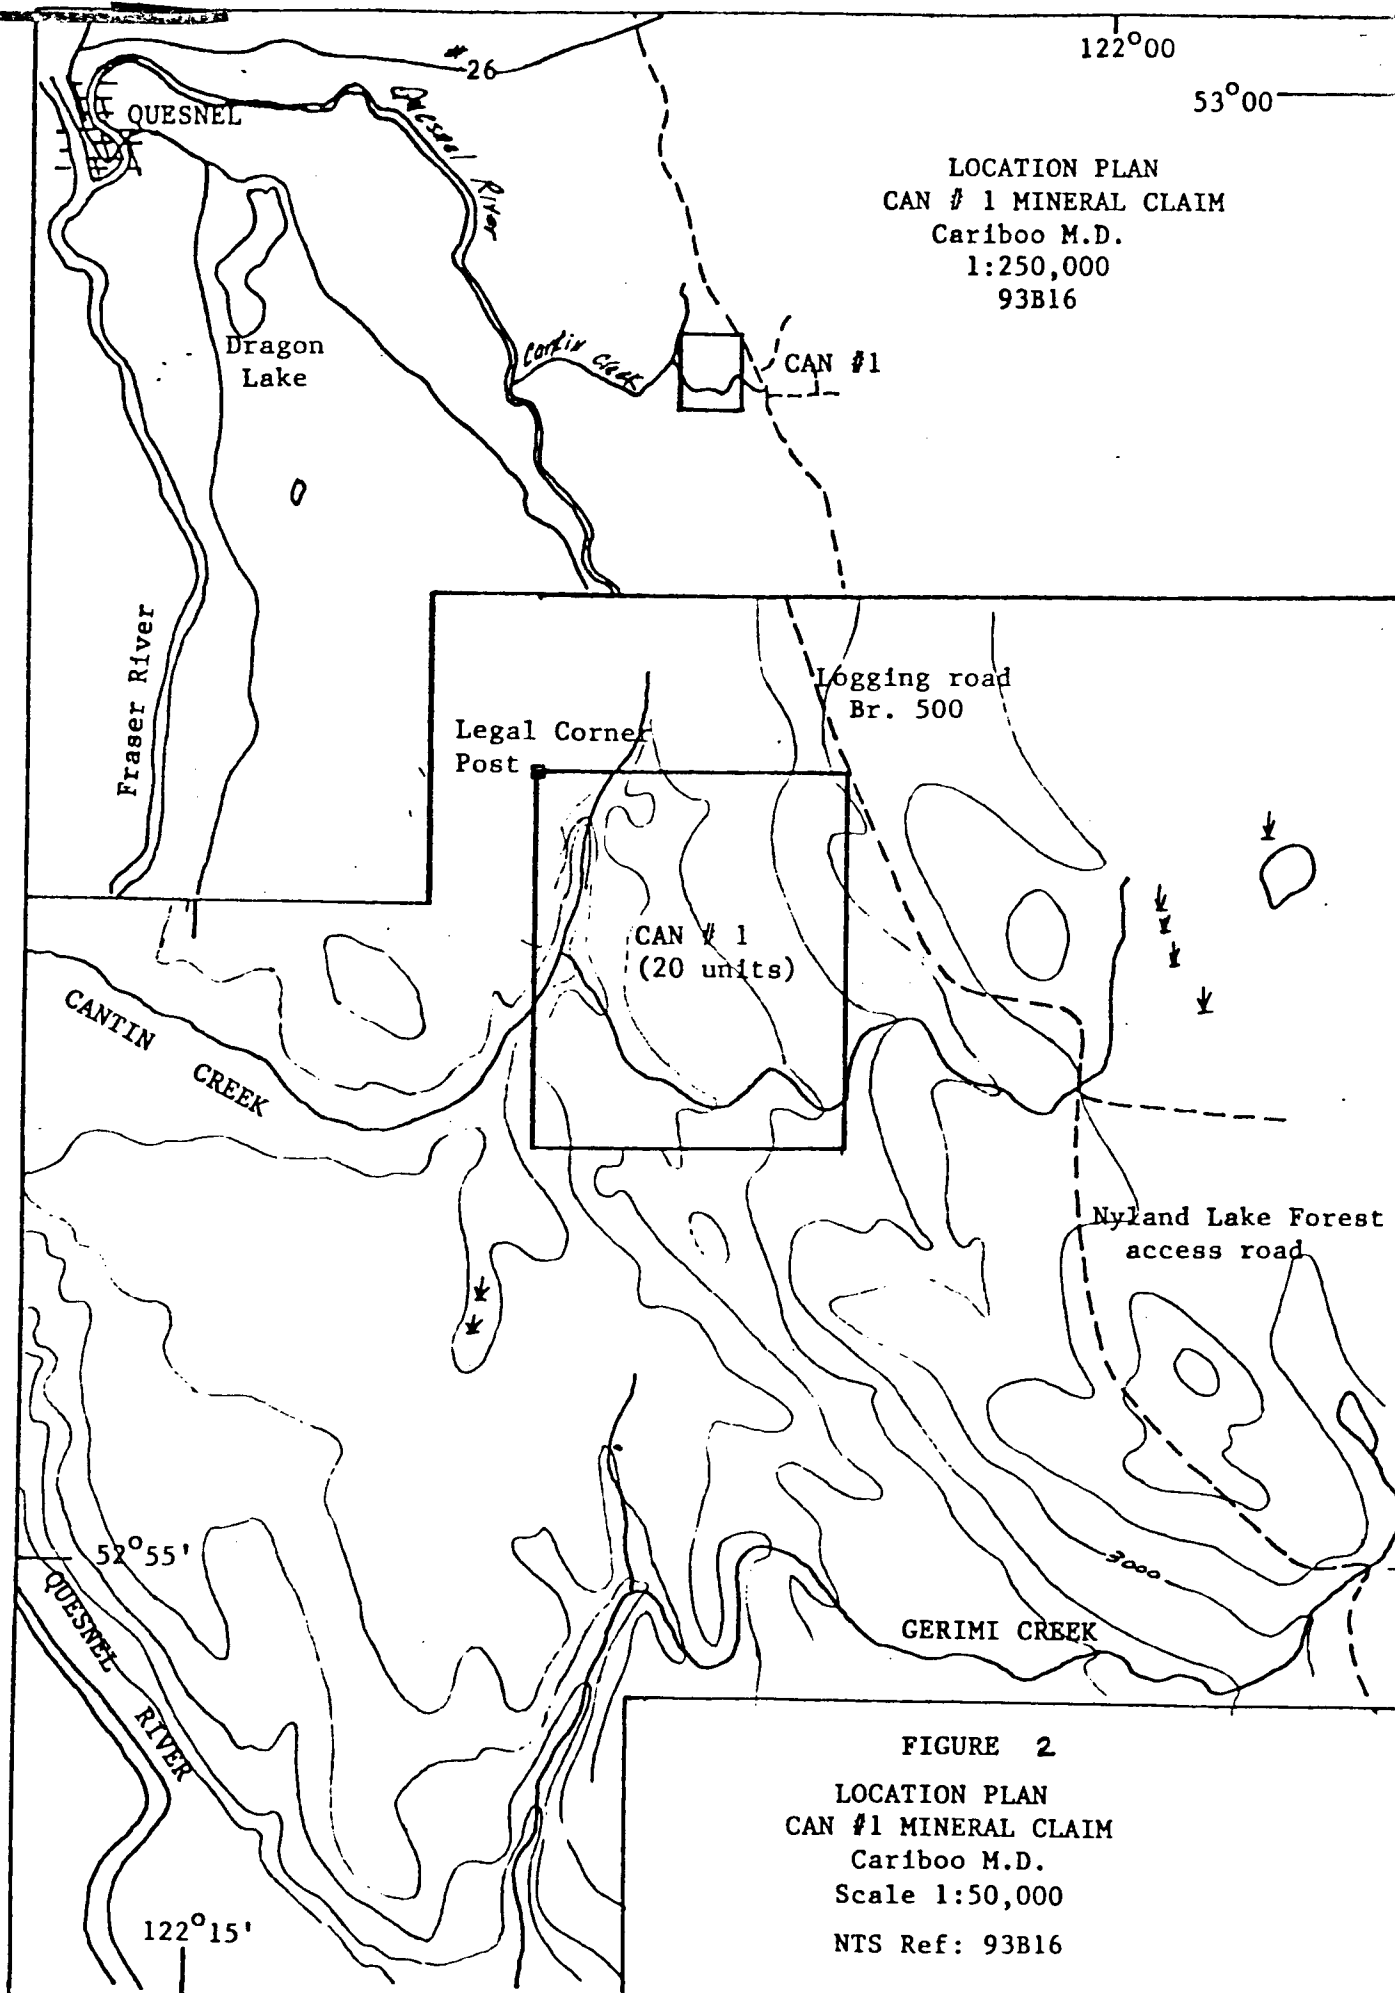 122°00
53°00
# 26
QUESNEL
Quesnel River
LOCATION PLAN
CAN # 1 MINERAL CLAIM
Cariboo M.D.
1:250,000
93B16
Dragon
Lake
Cantin Creek
CAN #1
Fraser River
Logging road
Br. 500
Legal Corner
Post
CAN # 1
(20 units)
CANTIN
CREEK
Nyland Lake Forest
access road
52°55'
3000
QUESNEL
RIVER
GERIMI CREEK
122°15'
FIGURE 2
LOCATION PLAN
CAN #1 MINERAL CLAIM
Cariboo M.D.
Scale 1:50,000
NTS Ref: 93B16